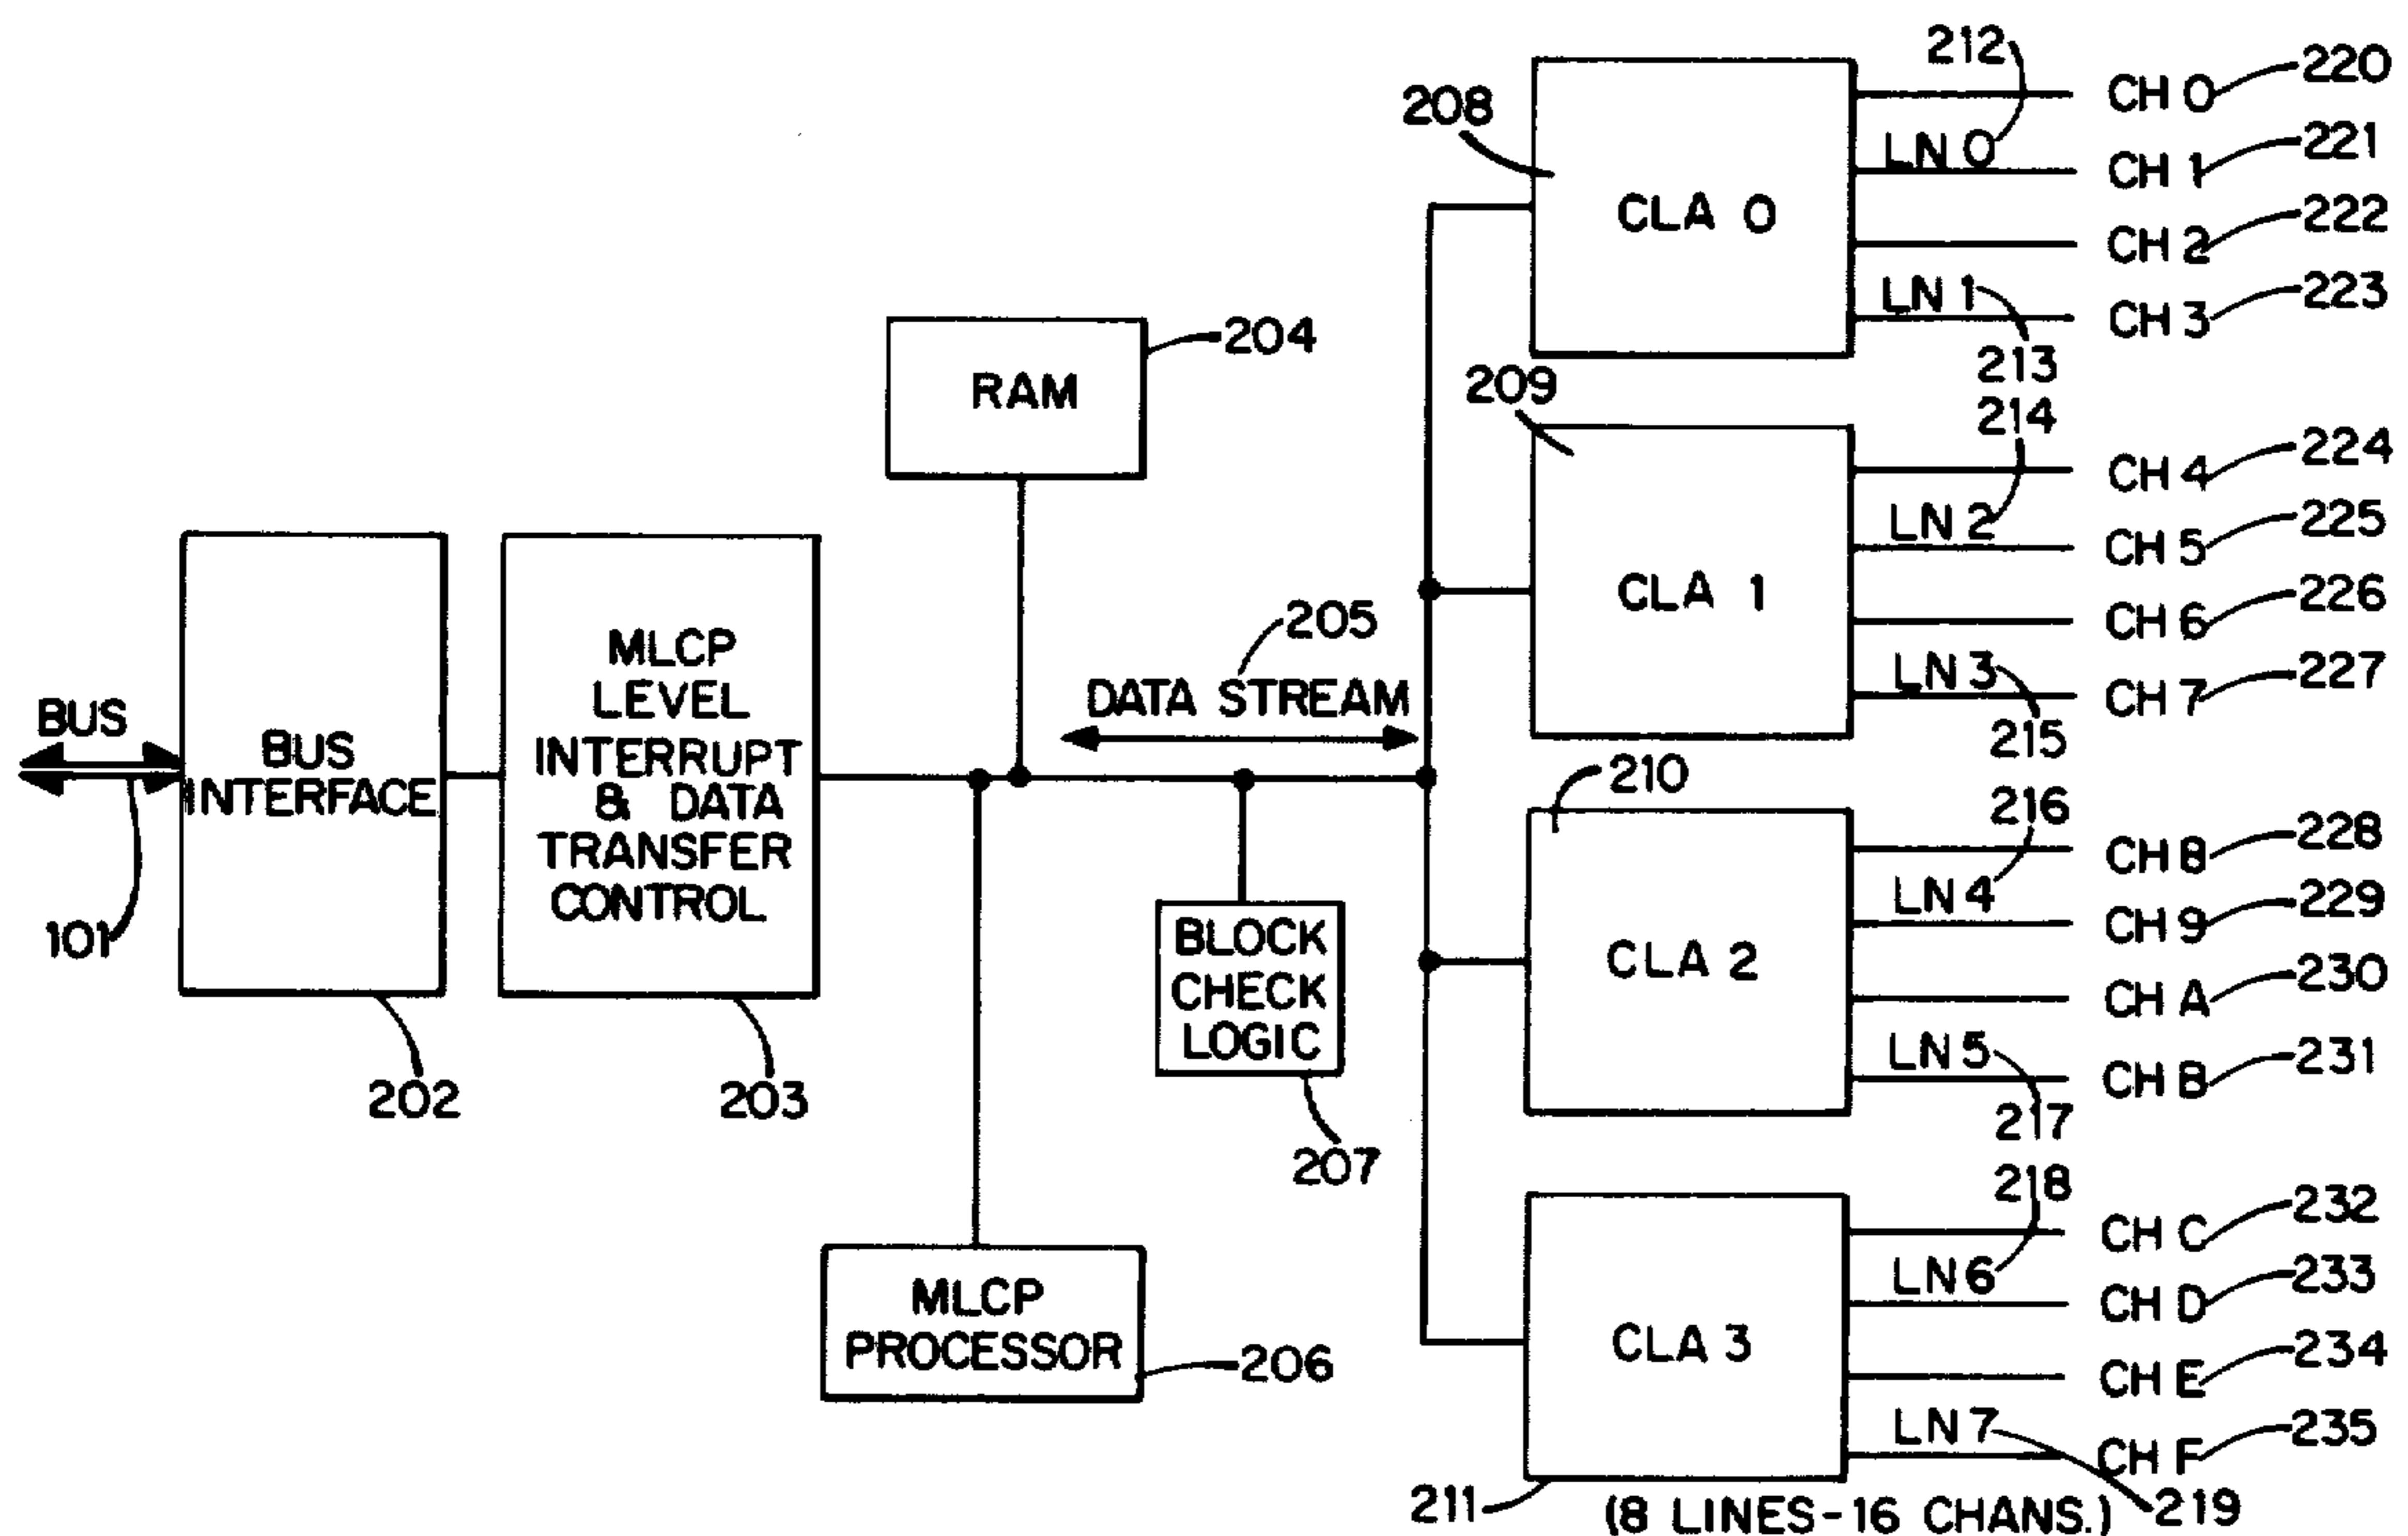 BUS
101
BUS
INTERFACE
202
MLCP
LEVEL
INTERRUPT
& DATA
TRANSFER
CONTROL
203
RAM
204
DATA STREAM
205
MLCP
PROCESSOR
206
BLOCK
CHECK
LOGIC
207
208
CLA 0
212
LN 0
LN 1
213
CH 0 220
CH 1 221
CH 2 222
CH 3 223
209
CLA 1
214
LN 2
LN 3
215
CH 4 224
CH 5 225
CH 6 226
CH 7 227
210
CLA 2
216
LN 4
LN 5
217
CH 8 228
CH 9 229
CH A 230
CH B 231
211
CLA 3
218
LN 6
LN 7
219
CH C 232
CH D 233
CH E 234
CH F 235
(8 LINES-16 CHANS.)